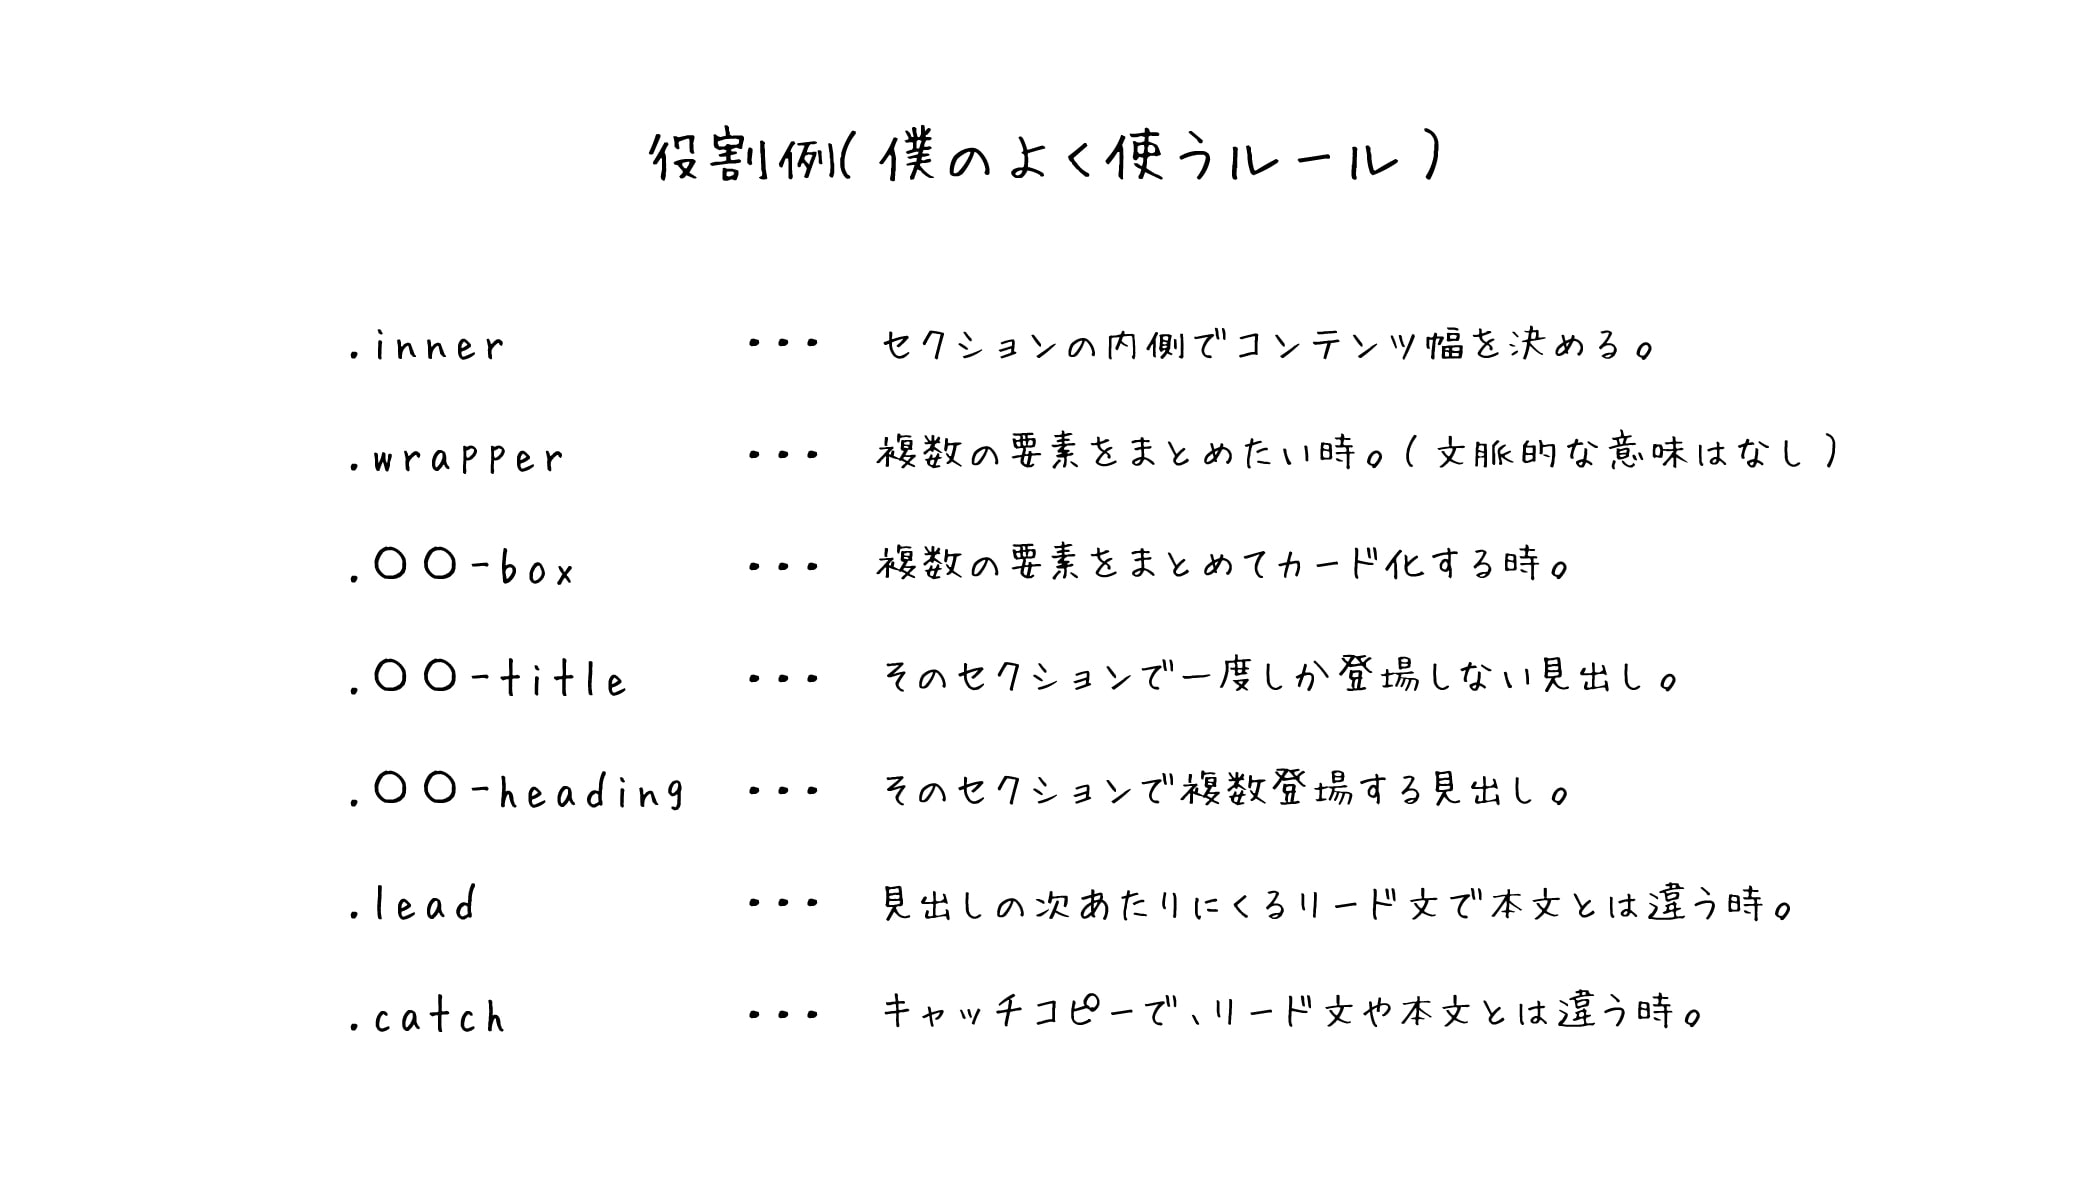 役割例(僕のよく使うルール)
.inner ・・・ セクションの内側でコンテンツ幅を決める。
.wrapper ・・・ 複数の要素をまとめたい時。(文脈的な意味はなし)
.〇〇-box ・・・ 複数の要素をまとめてカード化する時。
.〇〇-title ・・・ そのセクションで一度しか登場しない見出し。
.〇〇-heading ・・・ そのセクションで複数登場する見出し。
.lead ・・・ 見出しの次あたりにくるリード文で本文とは違う時。
.catch ・・・ キャッチコピーで、リード文や本文とは違う時。